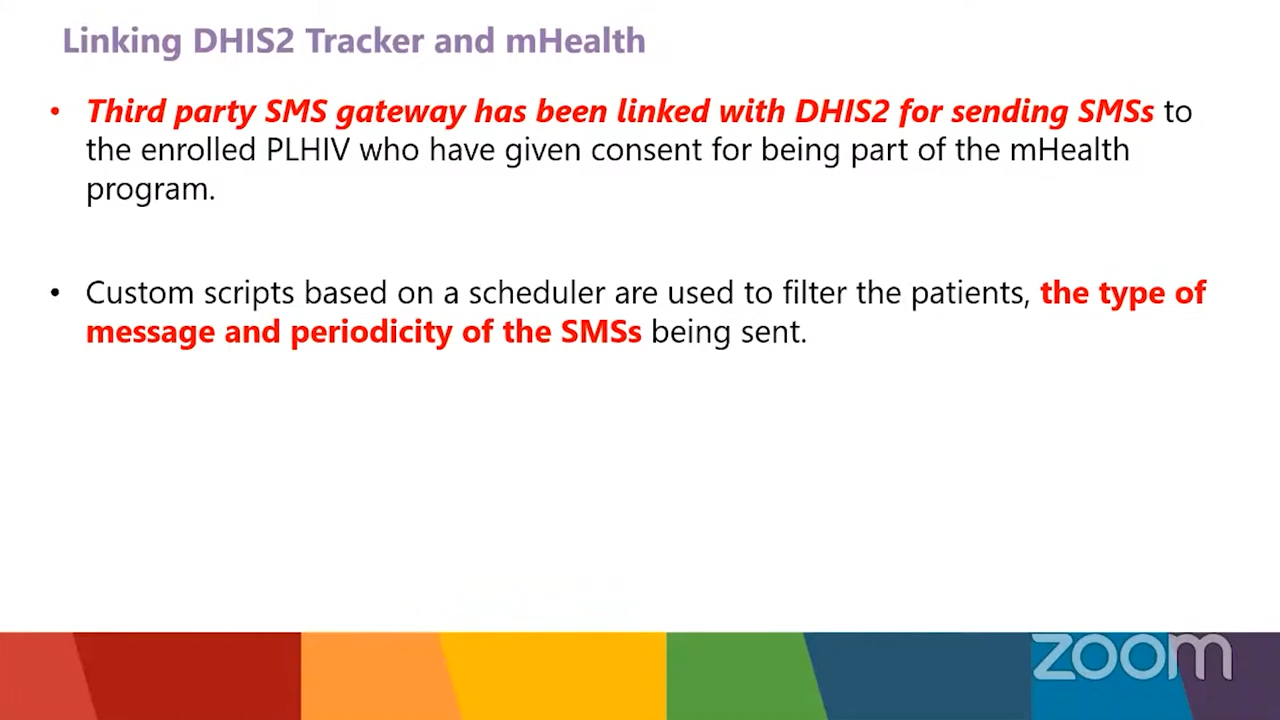 Linking DHIS2 Tracker and mHealth
• Third party SMS gateway has been linked with DHIS2 for sending SMSs to
the enrolled PLHIV who have given consent for being part of the mHealth
program.
• Custom scripts based on a scheduler are used to filter the patients, the type of
message and periodicity of the SMSs being sent.
zoom